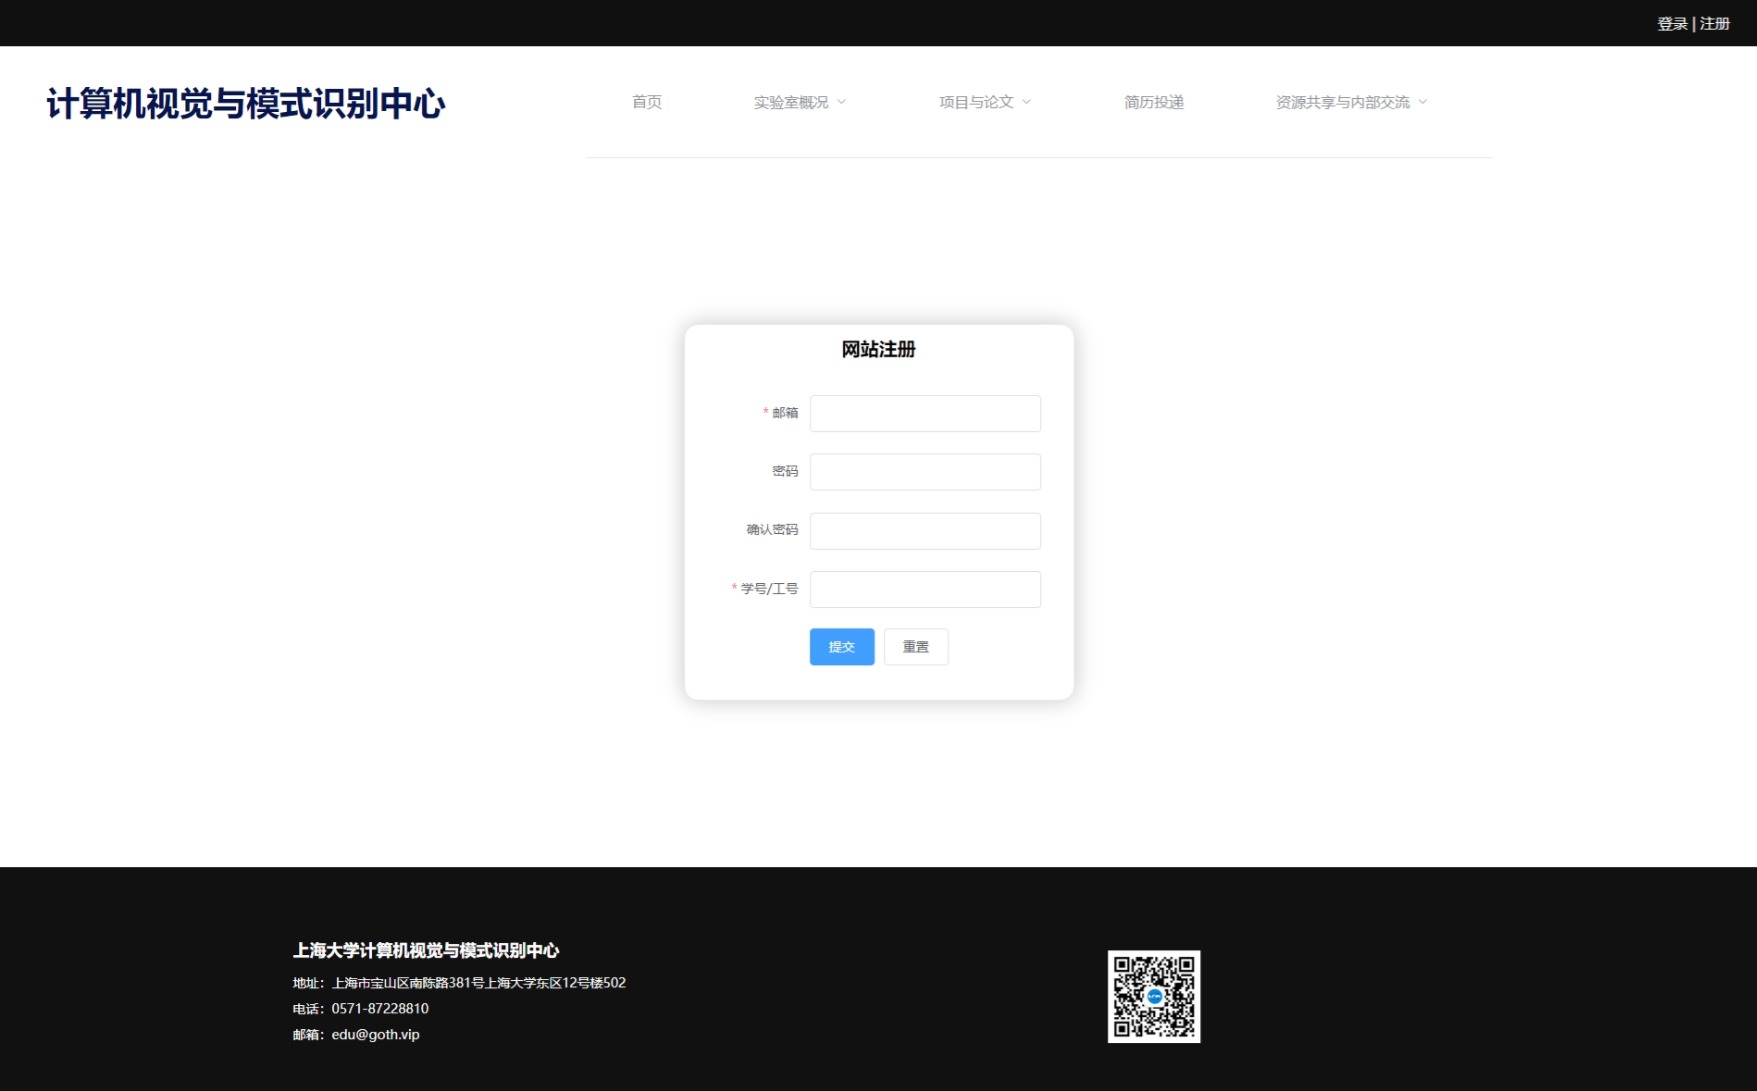 登录 | 注册
计算机视觉与模式识别中心
首页 实验室概况 项目与论文 简历投递 资源共享与内部交流
网站注册
* 邮箱
密码
确认密码
* 学号/工号
提交 重置
上海大学计算机视觉与模式识别中心
地址：上海市宝山区南陈路381号上海大学东区12号楼502
电话：0571-87228810
邮箱：edu@goth.vip